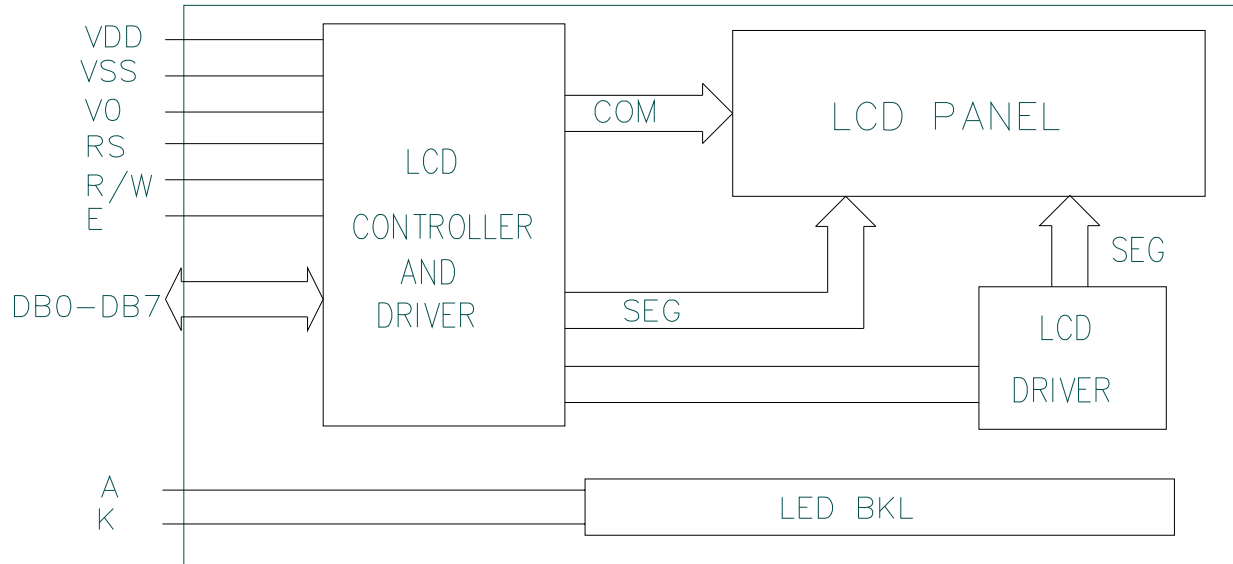 VDD
VSS
V0
RS
R/W
E
DB0-DB7
LCD
CONTROLLER
AND
DRIVER
COM
LCD PANEL
SEG
SEG
LCD
DRIVER
A
K
LED BKL